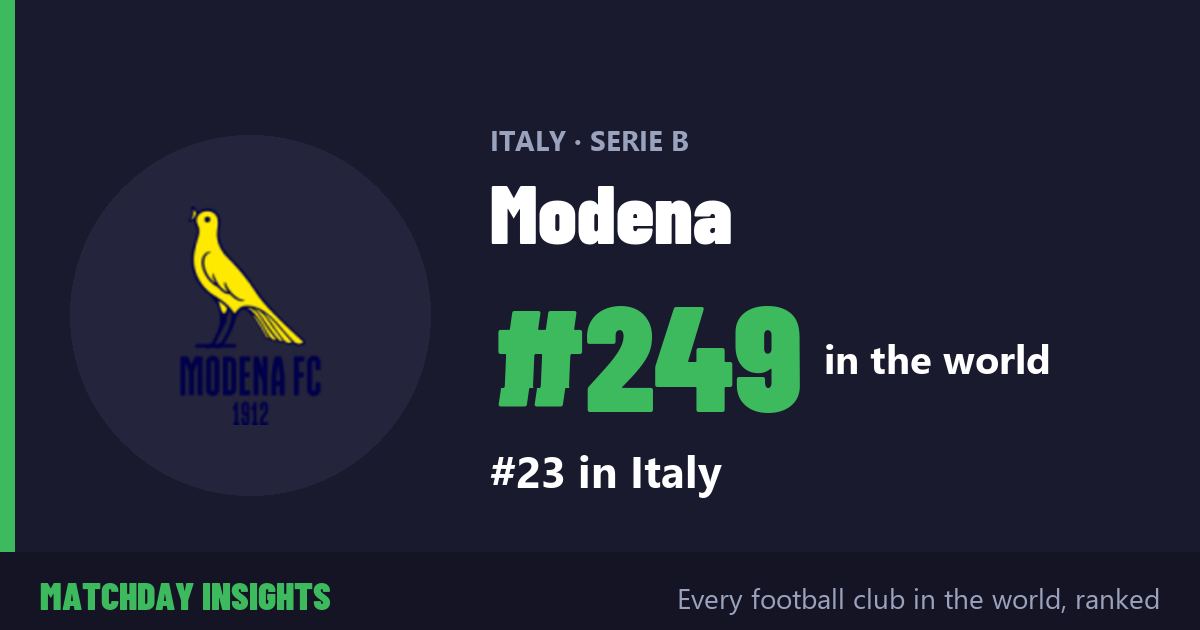 ITALY · SERIE B
Modena
#249 in the world
#23 in Italy
MODENA FC
1912
MATCHDAY INSIGHTS
Every football club in the world, ranked